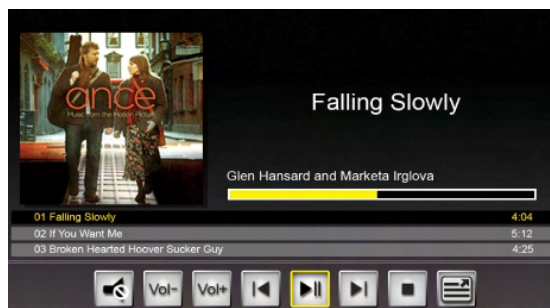 once
Music from the Motion Picture
Falling Slowly
Glen Hansard and Marketa Irglova
01 Falling Slowly 4:04
02 If You Want Me 5:12
03 Broken Hearted Hoover Sucker Guy 4:25
Vol- Vol+